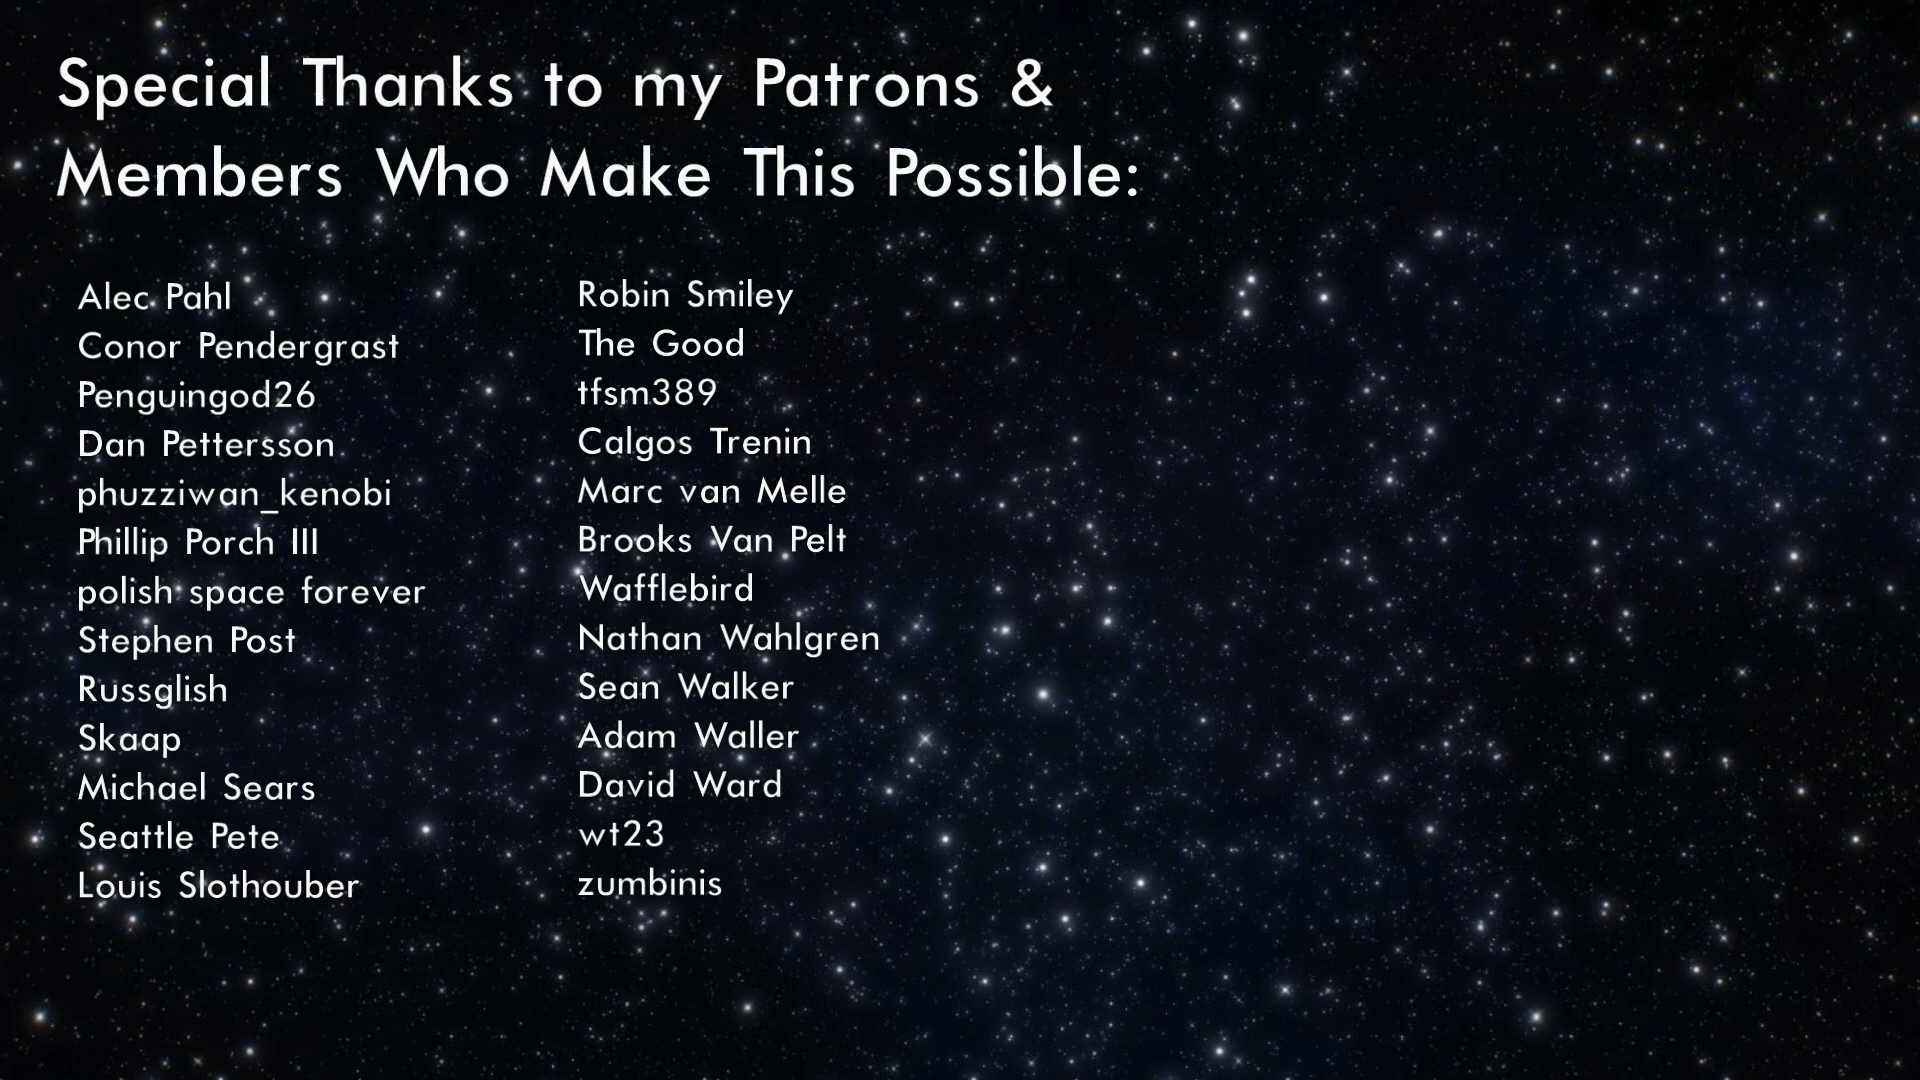 Special Thanks to my Patrons &
Members Who Make This Possible:
Alec Pahl
Conor Pendergrast
Penguingod26
Dan Pettersson
phuzziwan_kenobi
Phillip Porch III
polish space forever
Stephen Post
Russglish
Skaap
Michael Sears
Seattle Pete
Louis Slothouber
Robin Smiley
The Good
tfsm389
Calgos Trenin
Marc van Melle
Brooks Van Pelt
Wafflebird
Nathan Wahlgren
Sean Walker
Adam Waller
David Ward
wt23
zumbinis